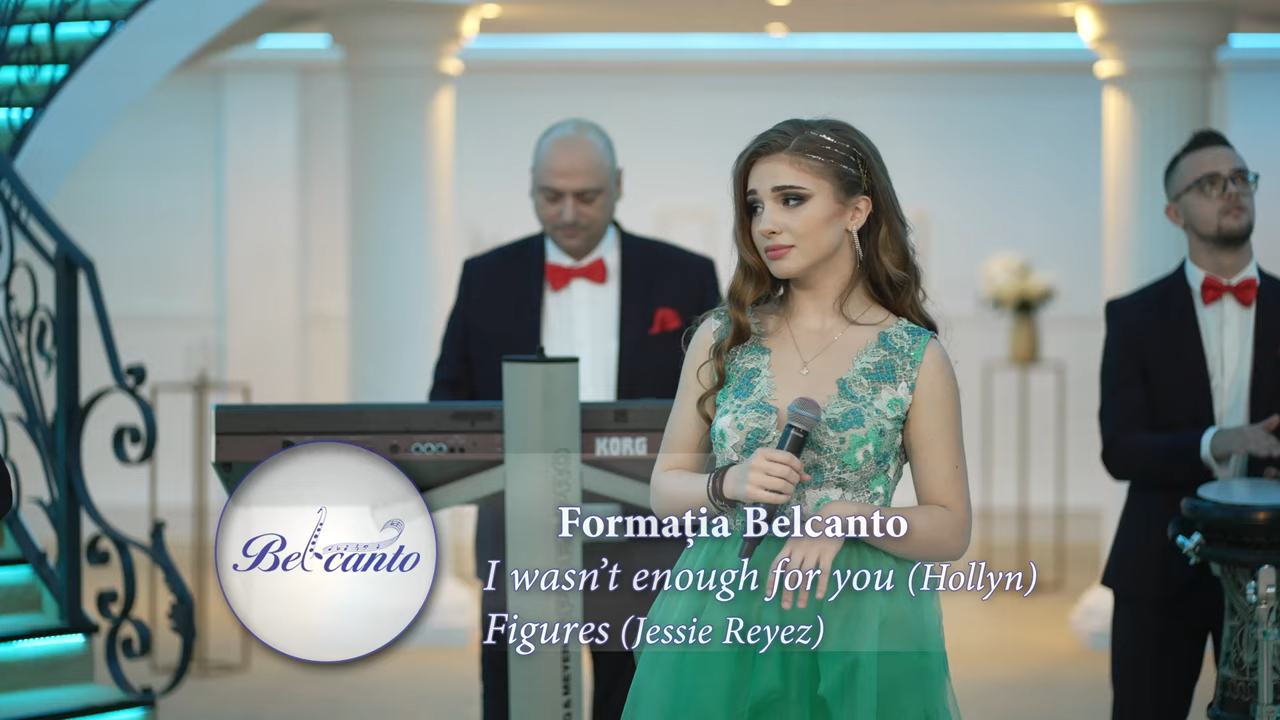 KORG
Belcanto
Formația Belcanto
I wasn't enough for you (Hollyn)
Figures (Jessie Reyez)